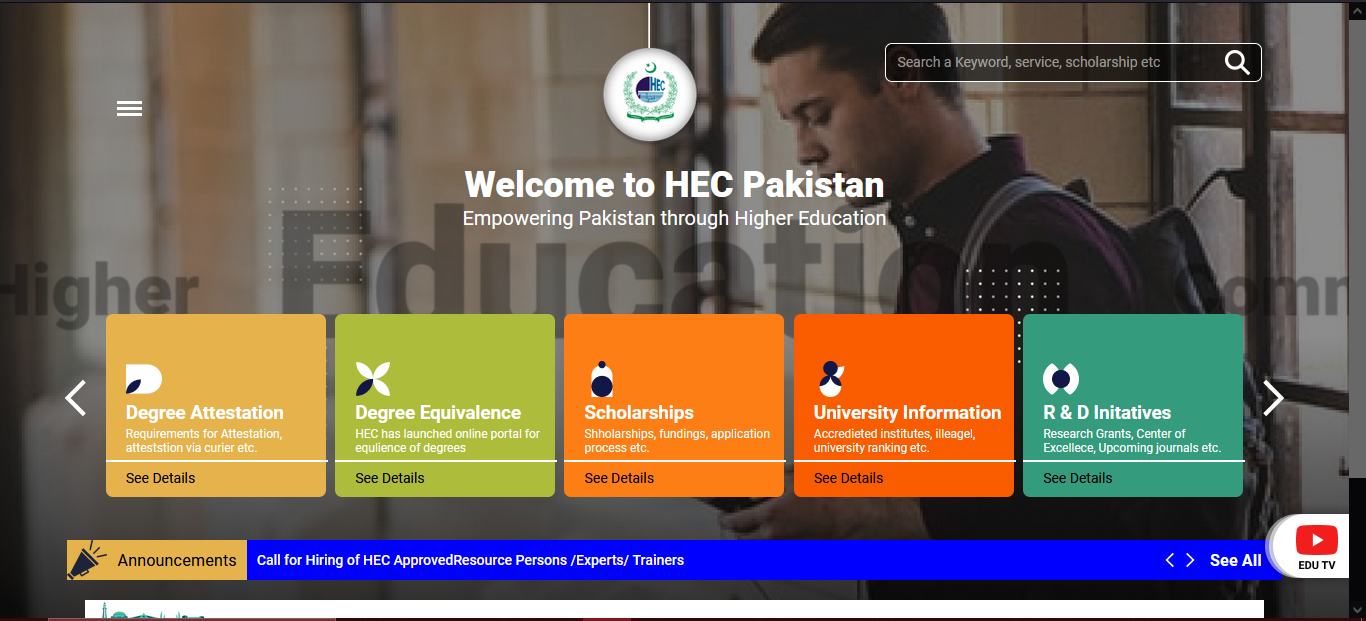 Search a Keyword, service, scholarship etc
HEC
Welcome to HEC Pakistan
Empowering Pakistan through Higher Education
Higher
Education
Degree Attestation
Requirements for Attestation,
atteststion via curier etc.
See Details
Degree Equivalence
HEC has launched online portal for
equlience of degrees
See Details
Scholarships
Shholarships, fundings, application
process etc.
See Details
University Information
Accredieted institutes, illeagel,
university ranking etc.
See Details
R & D Initatives
Research Grants, Center of
Excellece, Upcoming journals etc.
See Details
Announcements
Call for Hiring of HEC ApprovedResource Persons /Experts/ Trainers
See All
EDU TV